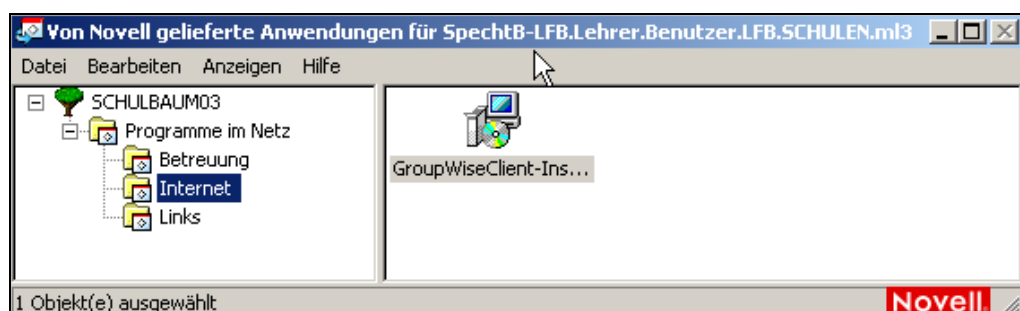 Von Novell gelieferte Anwendungen für SpechtB-LFB.Lehrer.Benutzer.LFB.SCHULEN.ml3
Datei Bearbeiten Anzeigen Hilfe
SCHULBAUM03
Programme im Netz
Betreuung
Internet
Links
GroupWiseClient-Ins...
1 Objekt(e) ausgewählt
Novell.